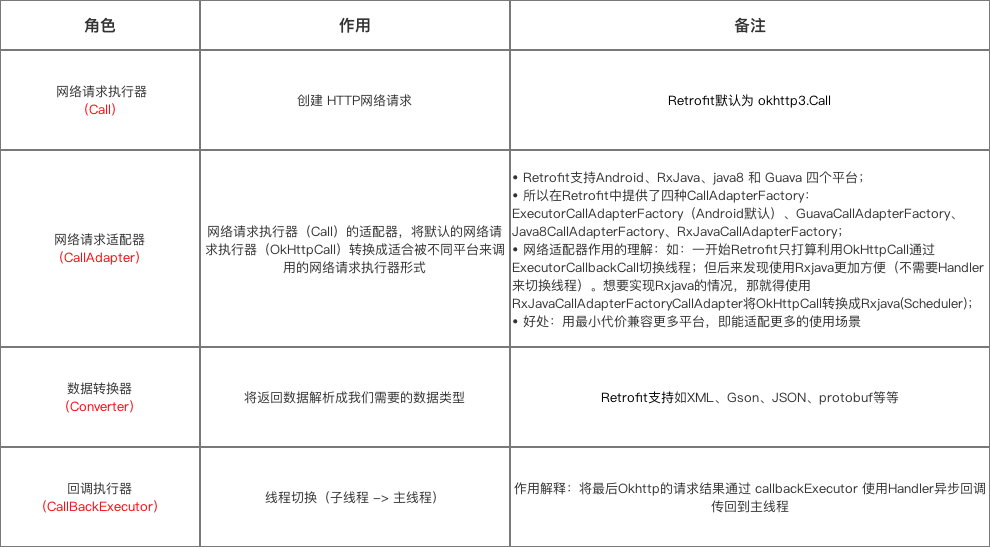 角色
作用
备注
网络请求执行器
（Call）
创建 HTTP网络请求
Retrofit默认为 okhttp3.Call
网络请求适配器
（CallAdapter）
网络请求执行器（Call）的适配器，将默认的网络请
求执行器（OkHttpCall）转换成适合被不同平台来调
用的网络请求执行器形式
• Retrofit支持Android、RxJava、java8 和 Guava 四个平台；
• 所以在Retrofit中提供了四种CallAdapterFactory：
ExecutorCallAdapterFactory（Android默认）、GuavaCallAdapterFactory、
Java8CallAdapterFactory、RxJavaCallAdapterFactory；
• 网络适配器作用的理解：如：一开始Retrofit只打算利用OkHttpCall通过
ExecutorCallbackCall切换线程；但后来发现使用Rxjava更加方便（不需要Handler
来切换线程）。想要实现Rxjava的情况，那就得使用
RxJavaCallAdapterFactoryCallAdapter将OkHttpCall转换成Rxjava(Scheduler)；
• 好处：用最小代价兼容更多平台，即能适配更多的使用场景
数据转换器
（Converter）
将返回数据解析成我们需要的数据类型
Retrofit支持如XML、Gson、JSON、protobuf等等
回调执行器
（CallBackExecutor）
线程切换（子线程 -> 主线程）
作用解释：将最后Okhttp的请求结果通过 callbackExecutor 使用Handler异步回调
传回到主线程